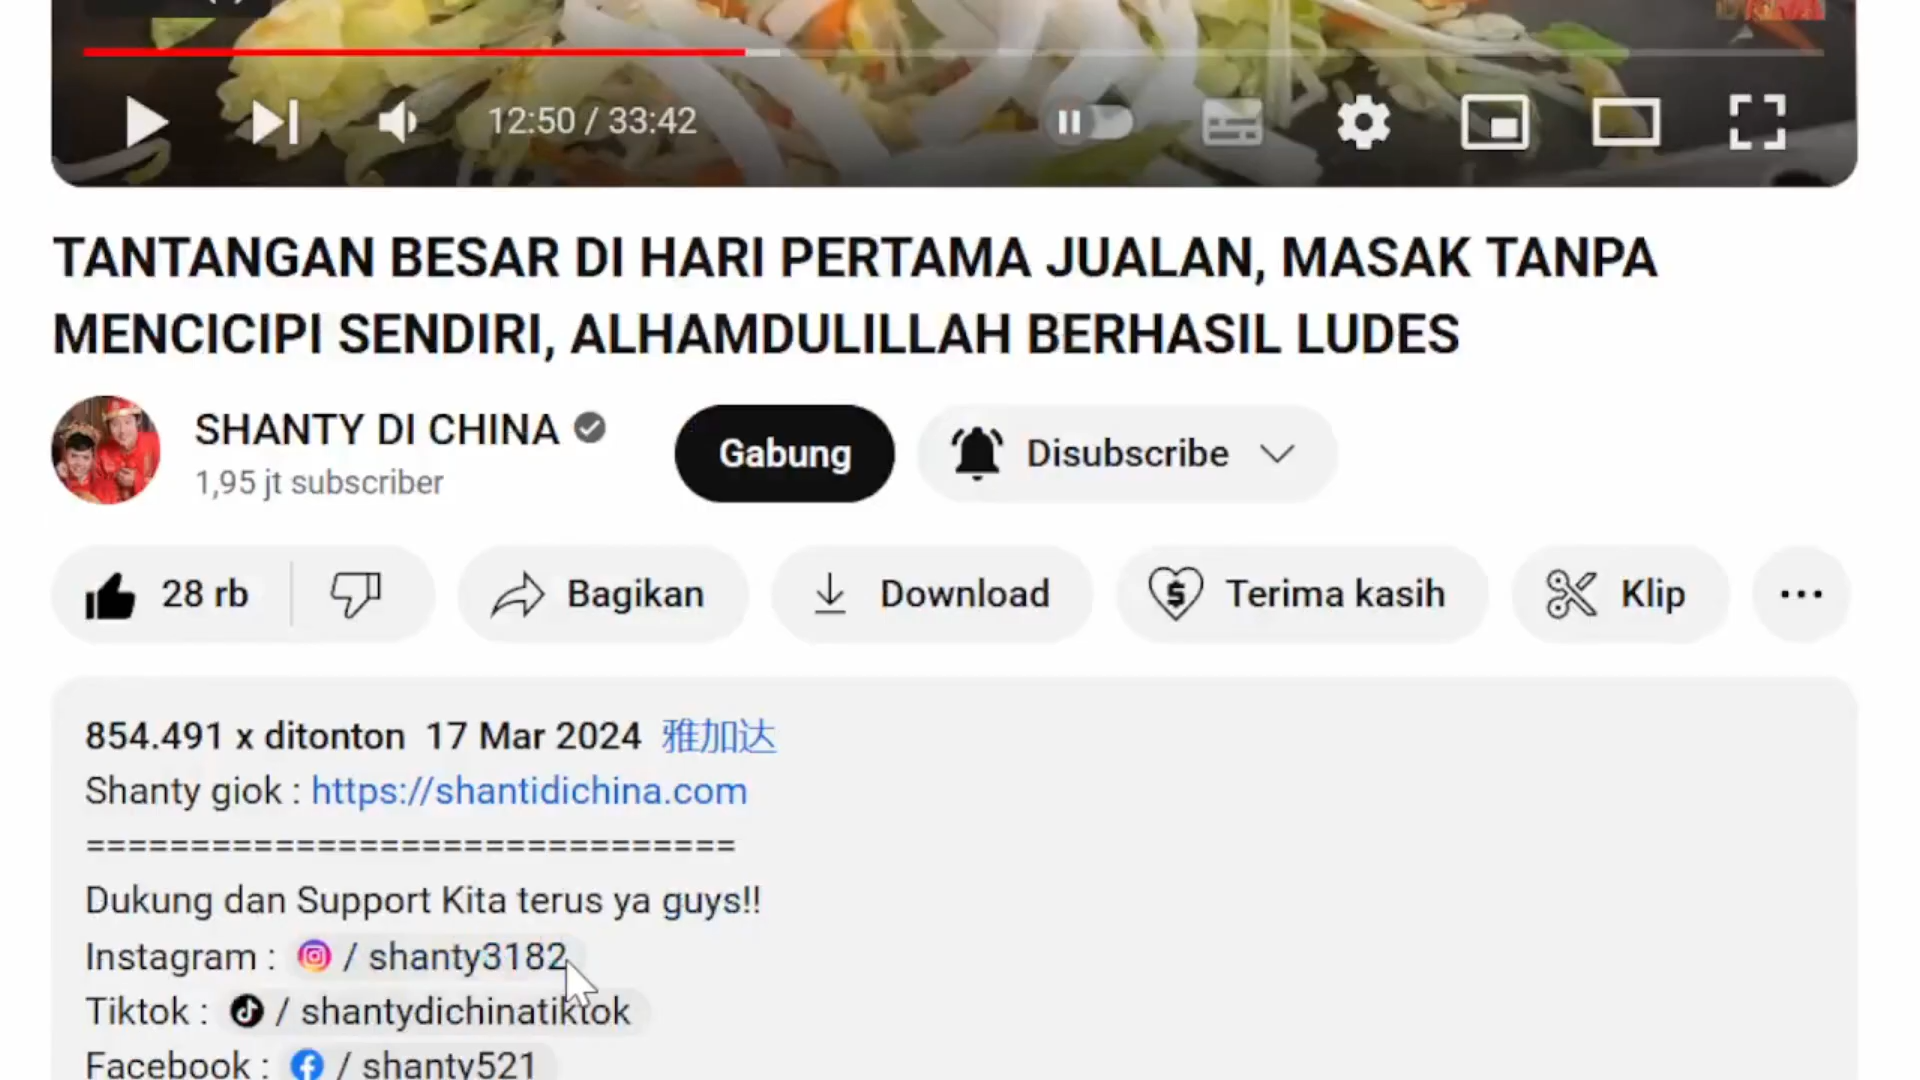 12:50 / 33:42
TANTANGAN BESAR DI HARI PERTAMA JUALAN, MASAK TANPA
MENCICIPI SENDIRI, ALHAMDULILLAH BERHASIL LUDES
SHANTY DI CHINA
1,95 jt subscriber
Gabung
Disubscribe
28 rb
Bagikan
Download
Terima kasih
Klip
854.491 x ditonton 17 Mar 2024 雅加达
Shanty giok : https://shantidichina.com
===============================
Dukung dan Support Kita terus ya guys!!
Instagram : / shanty3182
Tiktok : / shantydichinatiktok
Facebook : / shanty521